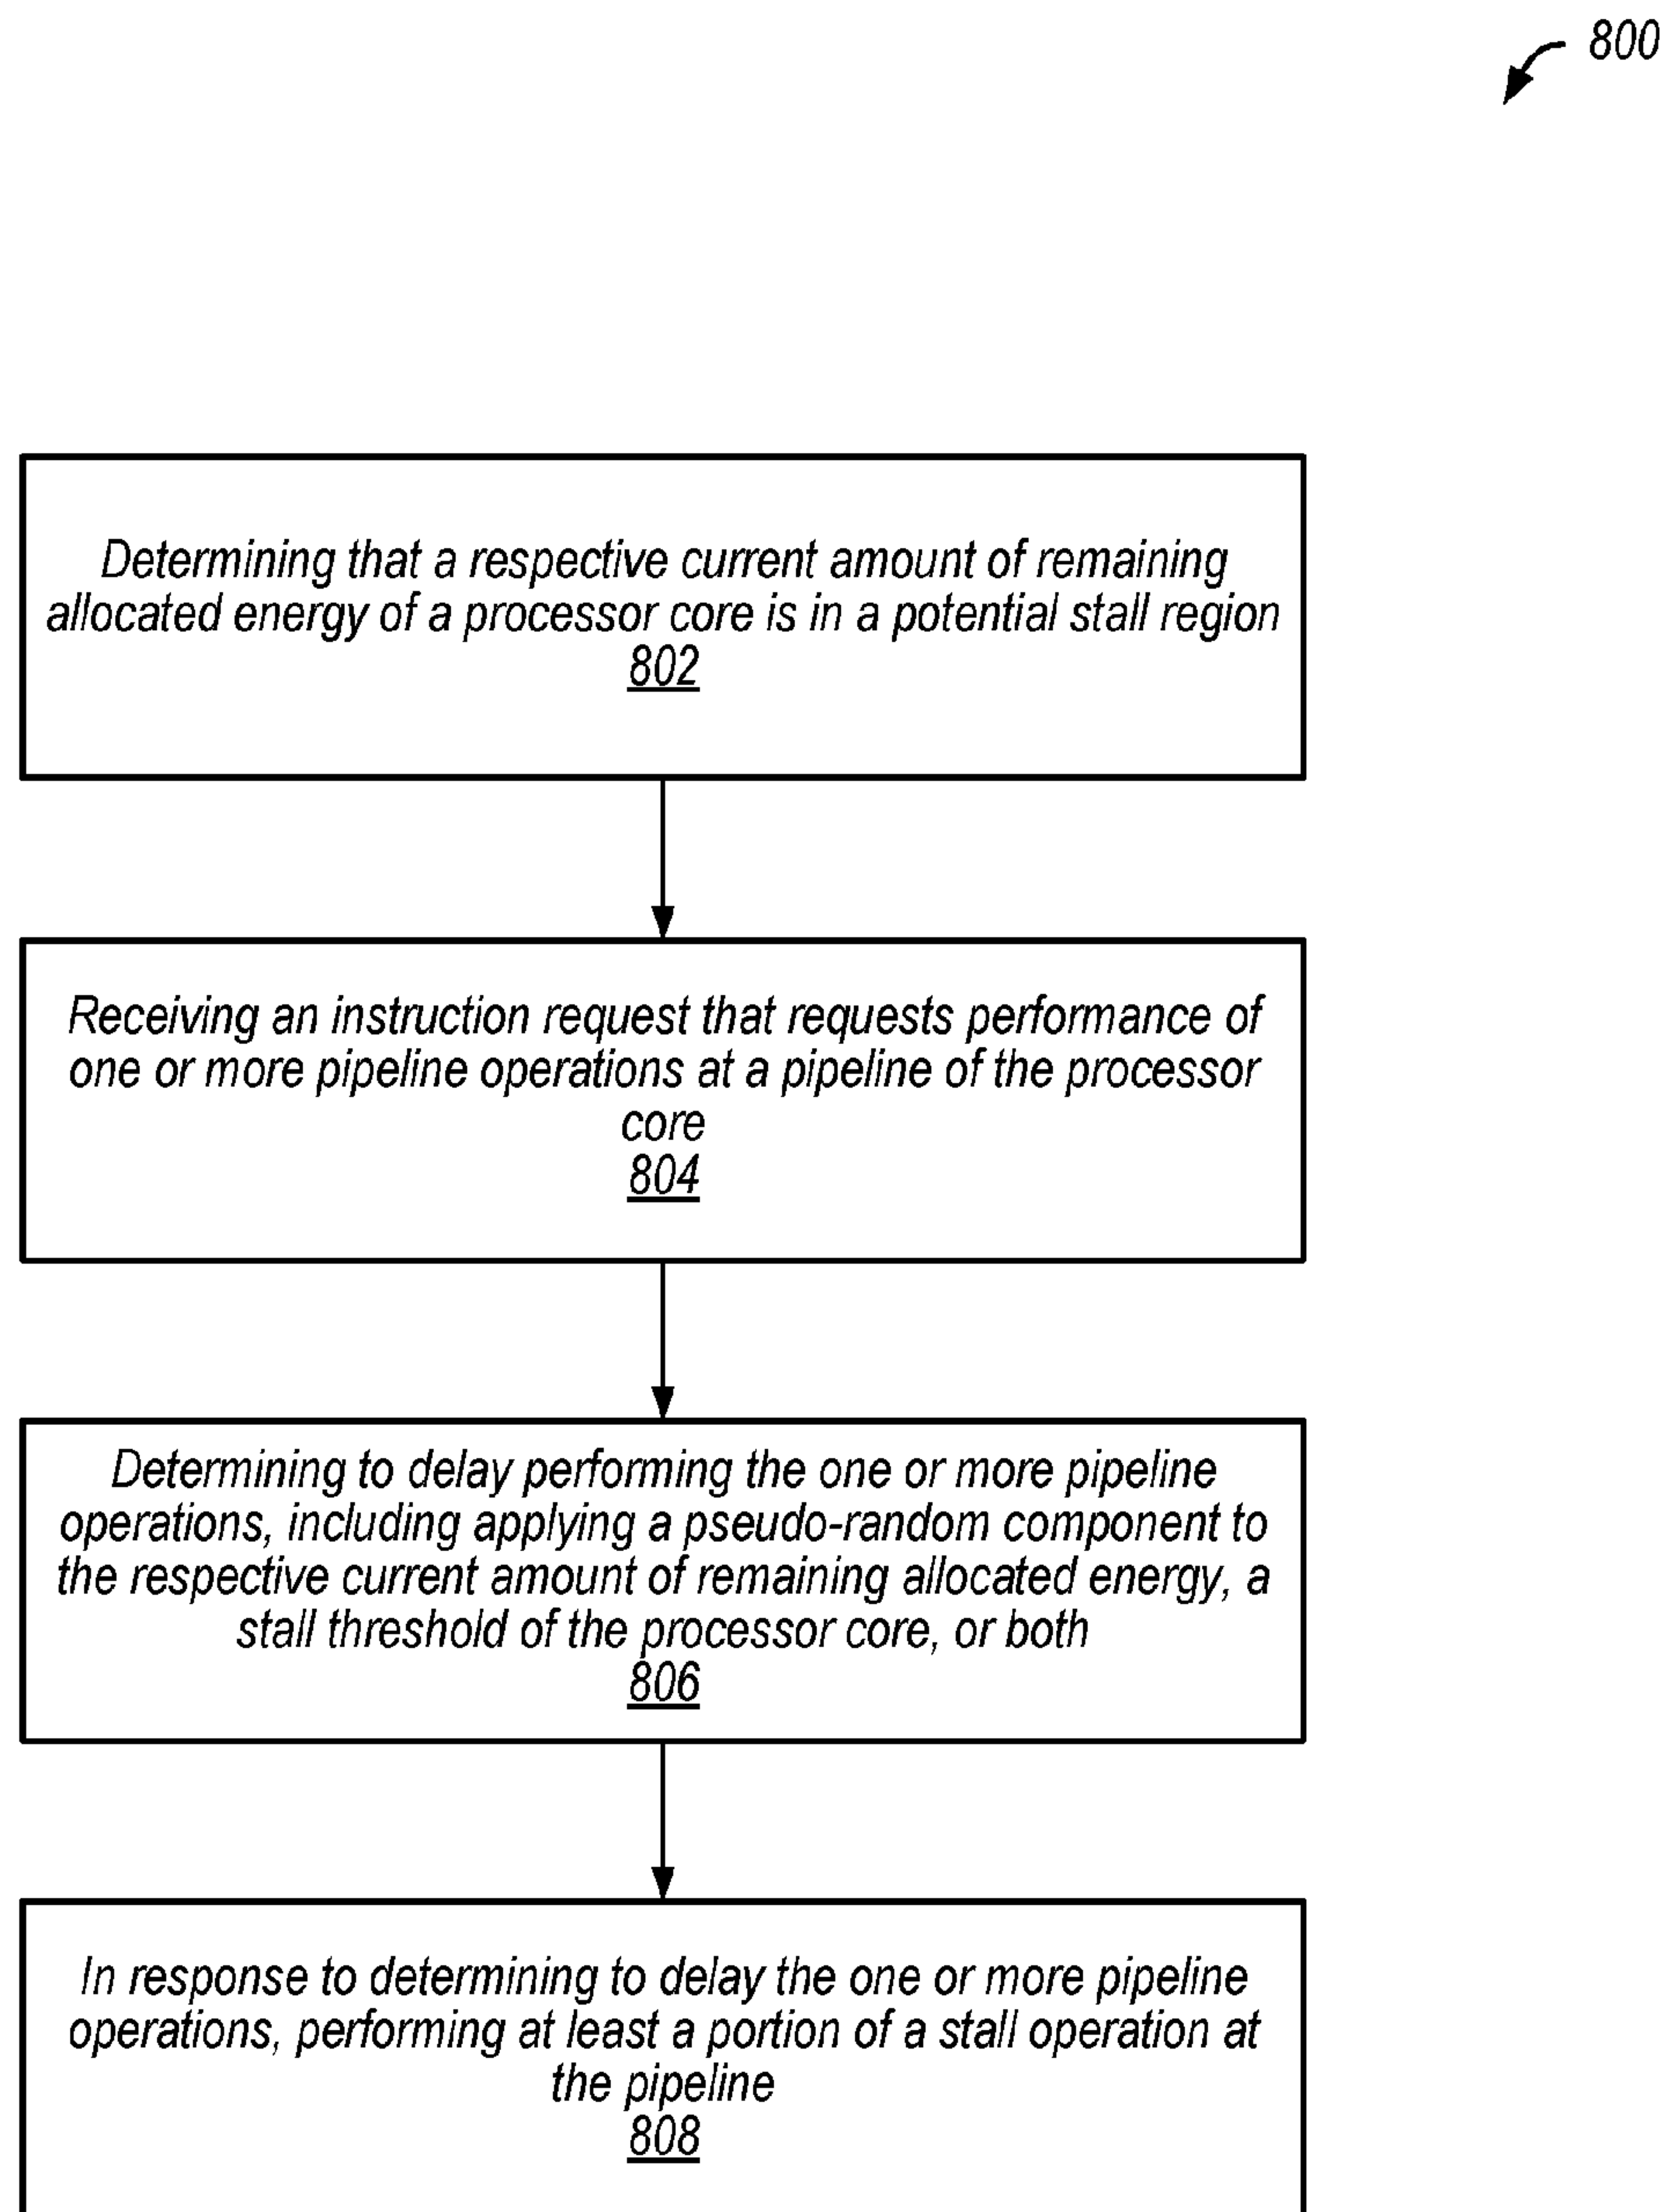 800
Determining that a respective current amount of remaining
allocated energy of a processor core is in a potential stall region
802
Receiving an instruction request that requests performance of
one or more pipeline operations at a pipeline of the processor
core
804
Determining to delay performing the one or more pipeline
operations, including applying a pseudo-random component to
the respective current amount of remaining allocated energy, a
stall threshold of the processor core, or both
806
In response to determining to delay the one or more pipeline
operations, performing at least a portion of a stall operation at
the pipeline
808